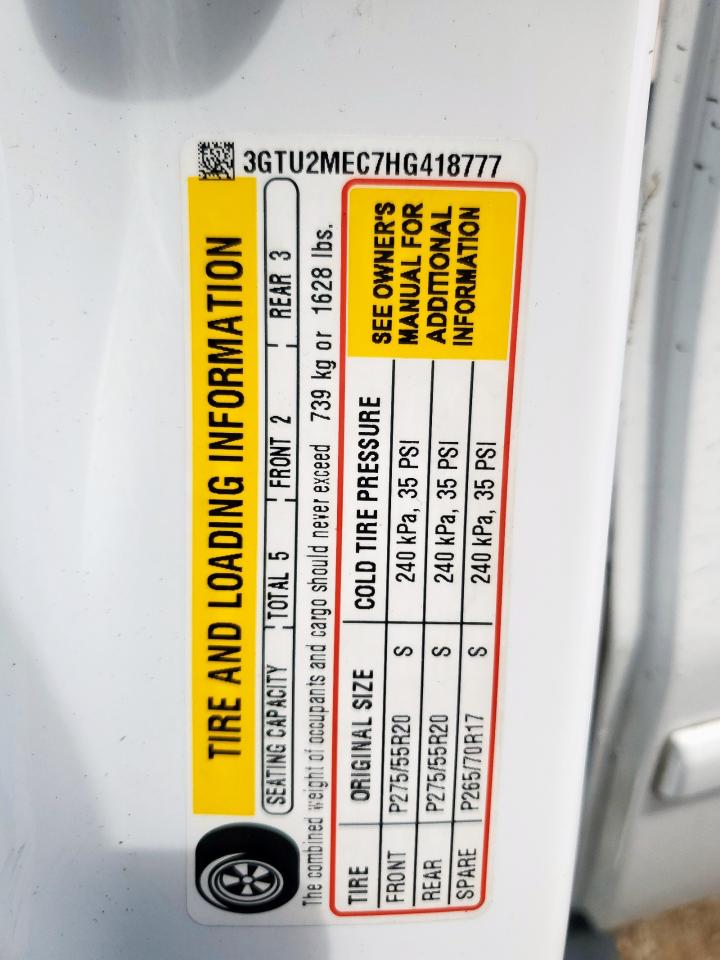 3GTU2MEC7HG418777
TIRE AND LOADING INFORMATION
SEATING CAPACITY TOTAL 5 FRONT 2 REAR 3
The combined weight of occupants and cargo should never exceed 739 kg or 1628 lbs.
TIRE ORIGINAL SIZE COLD TIRE PRESSURE
FRONT P275/55R20 S 240 kPa, 35 PSI
REAR P275/55R20 S 240 kPa, 35 PSI
SPARE P265/70R17 S 240 kPa, 35 PSI
SEE OWNER'S
MANUAL FOR
ADDITIONAL
INFORMATION